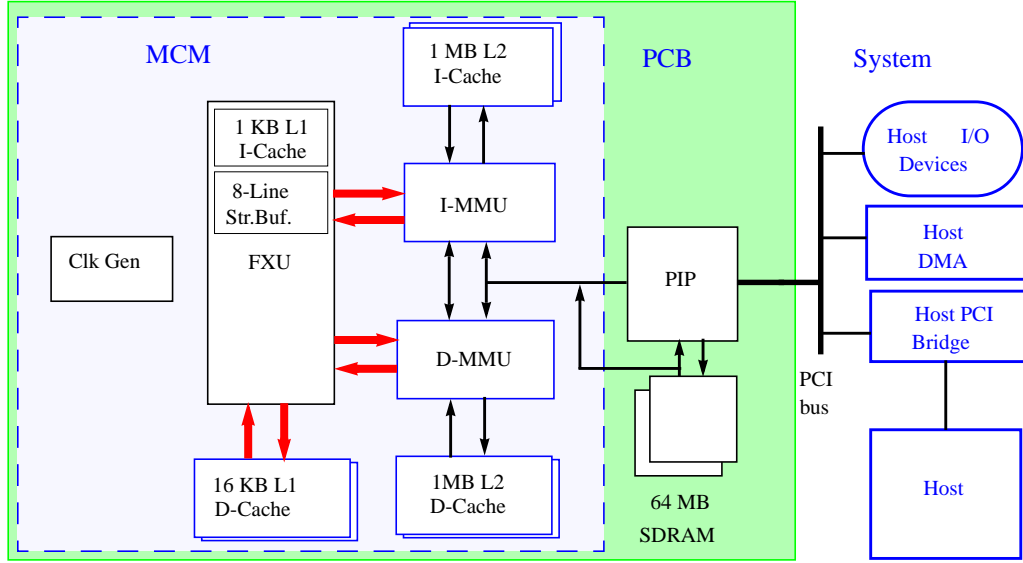 MCM
PCB
System
1 MB L2
I-Cache
1 KB L1
I-Cache
8-Line
Str.Buf.
FXU
I-MMU
Clk Gen
PIP
D-MMU
16 KB L1
D-Cache
1MB L2
D-Cache
64 MB
SDRAM
PCI
bus
Host I/O
Devices
Host
DMA
Host PCI
Bridge
Host